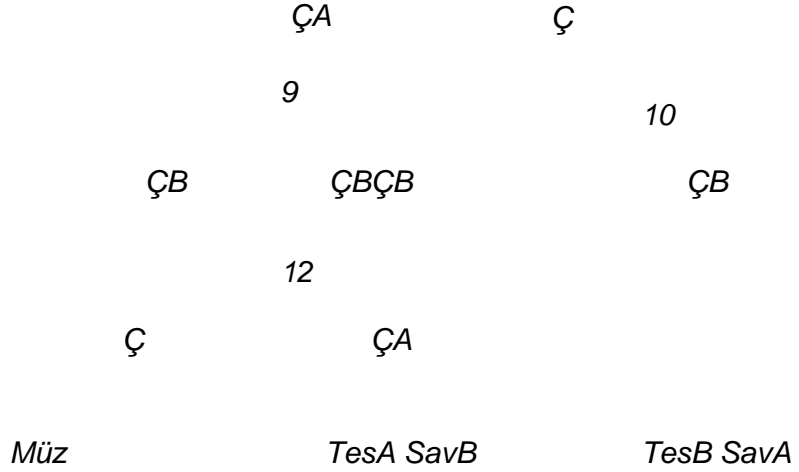 ÇA Ç
9
10
ÇB ÇBÇB ÇB
12
Ç ÇA
Müz TesA SavB TesB SavA